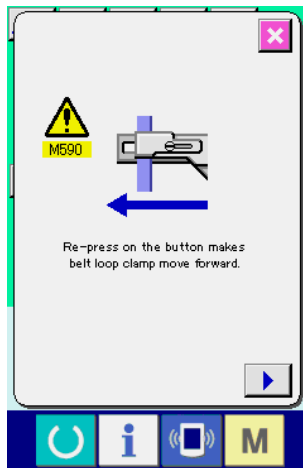 M590
Re-press on the button makes
belt loop clamp move forward.
i
M